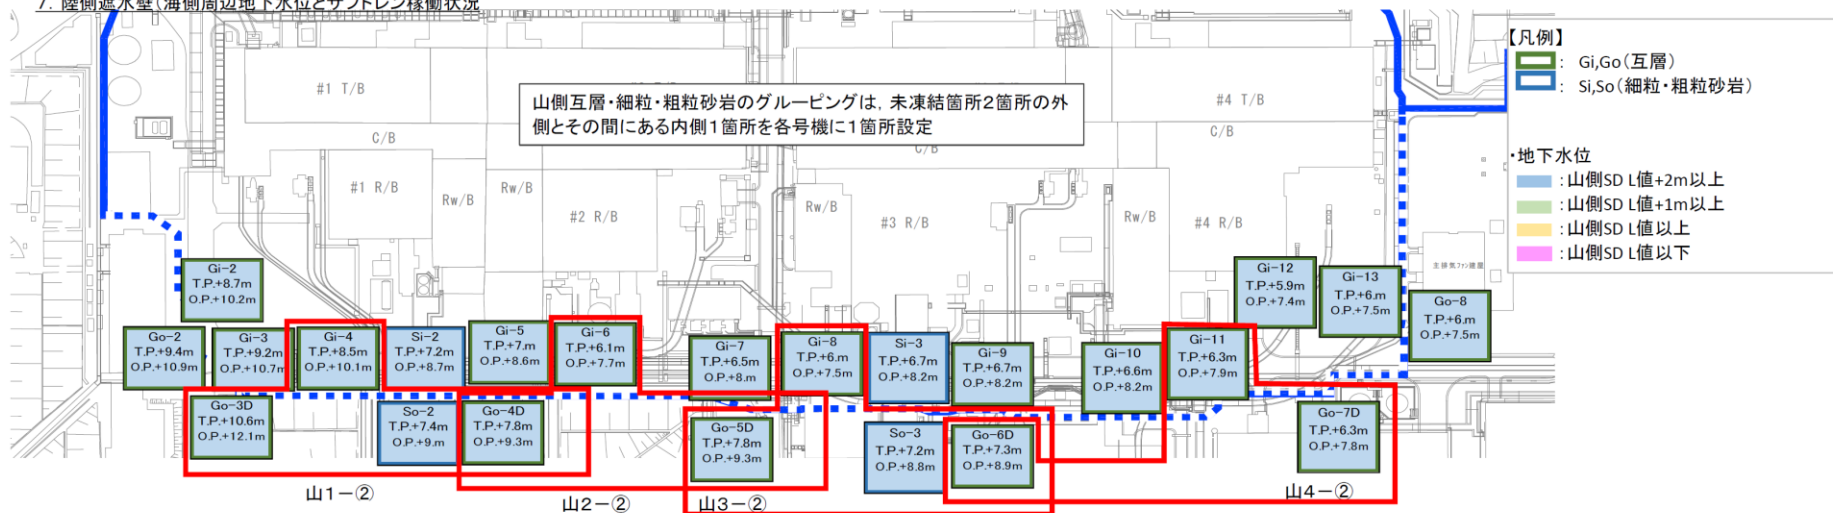 7. 陸側遮水壁(海側周辺地下水位とサブドレン稼働状況
#1 T/B
#4 T/B
山側互層・細粒・粗粒砂岩のグルーピングは, 未凍結箇所2箇所の外
側とその間にある内側1箇所を各号機に1箇所設定
C/B
C/B
C/B
#1 R/B
Rw/B
Rw/B
#2 R/B
Rw/B
#3 R/B
Rw/B
#4 R/B
【凡例】
: Gi,Go(互層)
: Si,So(細粒・粗粒砂岩)
・地下水位
: 山側SD L値+2m以上
: 山側SD L値+1m以上
: 山側SD L値以上
: 山側SD L値以下
主排気ファン建屋
Gi-2
T.P.+8.7m
O.P.+10.2m
Go-2
T.P.+9.4m
O.P.+10.9m
Gi-3
T.P.+9.2m
O.P.+10.7m
Gi-4
T.P.+8.5m
O.P.+10.1m
Si-2
T.P.+7.2m
O.P.+8.7m
Gi-5
T.P.+7.m
O.P.+8.6m
Gi-6
T.P.+6.1m
O.P.+7.7m
Gi-7
T.P.+6.5m
O.P.+8.m
Gi-8
T.P.+6.m
O.P.+7.5m
Si-3
T.P.+6.7m
O.P.+8.2m
Gi-9
T.P.+6.7m
O.P.+8.2m
Gi-10
T.P.+6.6m
O.P.+8.2m
Gi-11
T.P.+6.3m
O.P.+7.9m
Gi-12
T.P.+5.9m
O.P.+7.4m
Gi-13
T.P.+6.m
O.P.+7.5m
Go-8
T.P.+6.m
O.P.+7.5m
Go-3D
T.P.+10.6m
O.P.+12.1m
So-2
T.P.+7.4m
O.P.+9.m
Go-4D
T.P.+7.8m
O.P.+9.3m
Go-5D
T.P.+7.8m
O.P.+9.3m
So-3
T.P.+7.2m
O.P.+8.8m
Go-6D
T.P.+7.3m
O.P.+8.9m
Go-7D
T.P.+6.3m
O.P.+7.8m
山1-②
山2-②
山3-②
山4-②